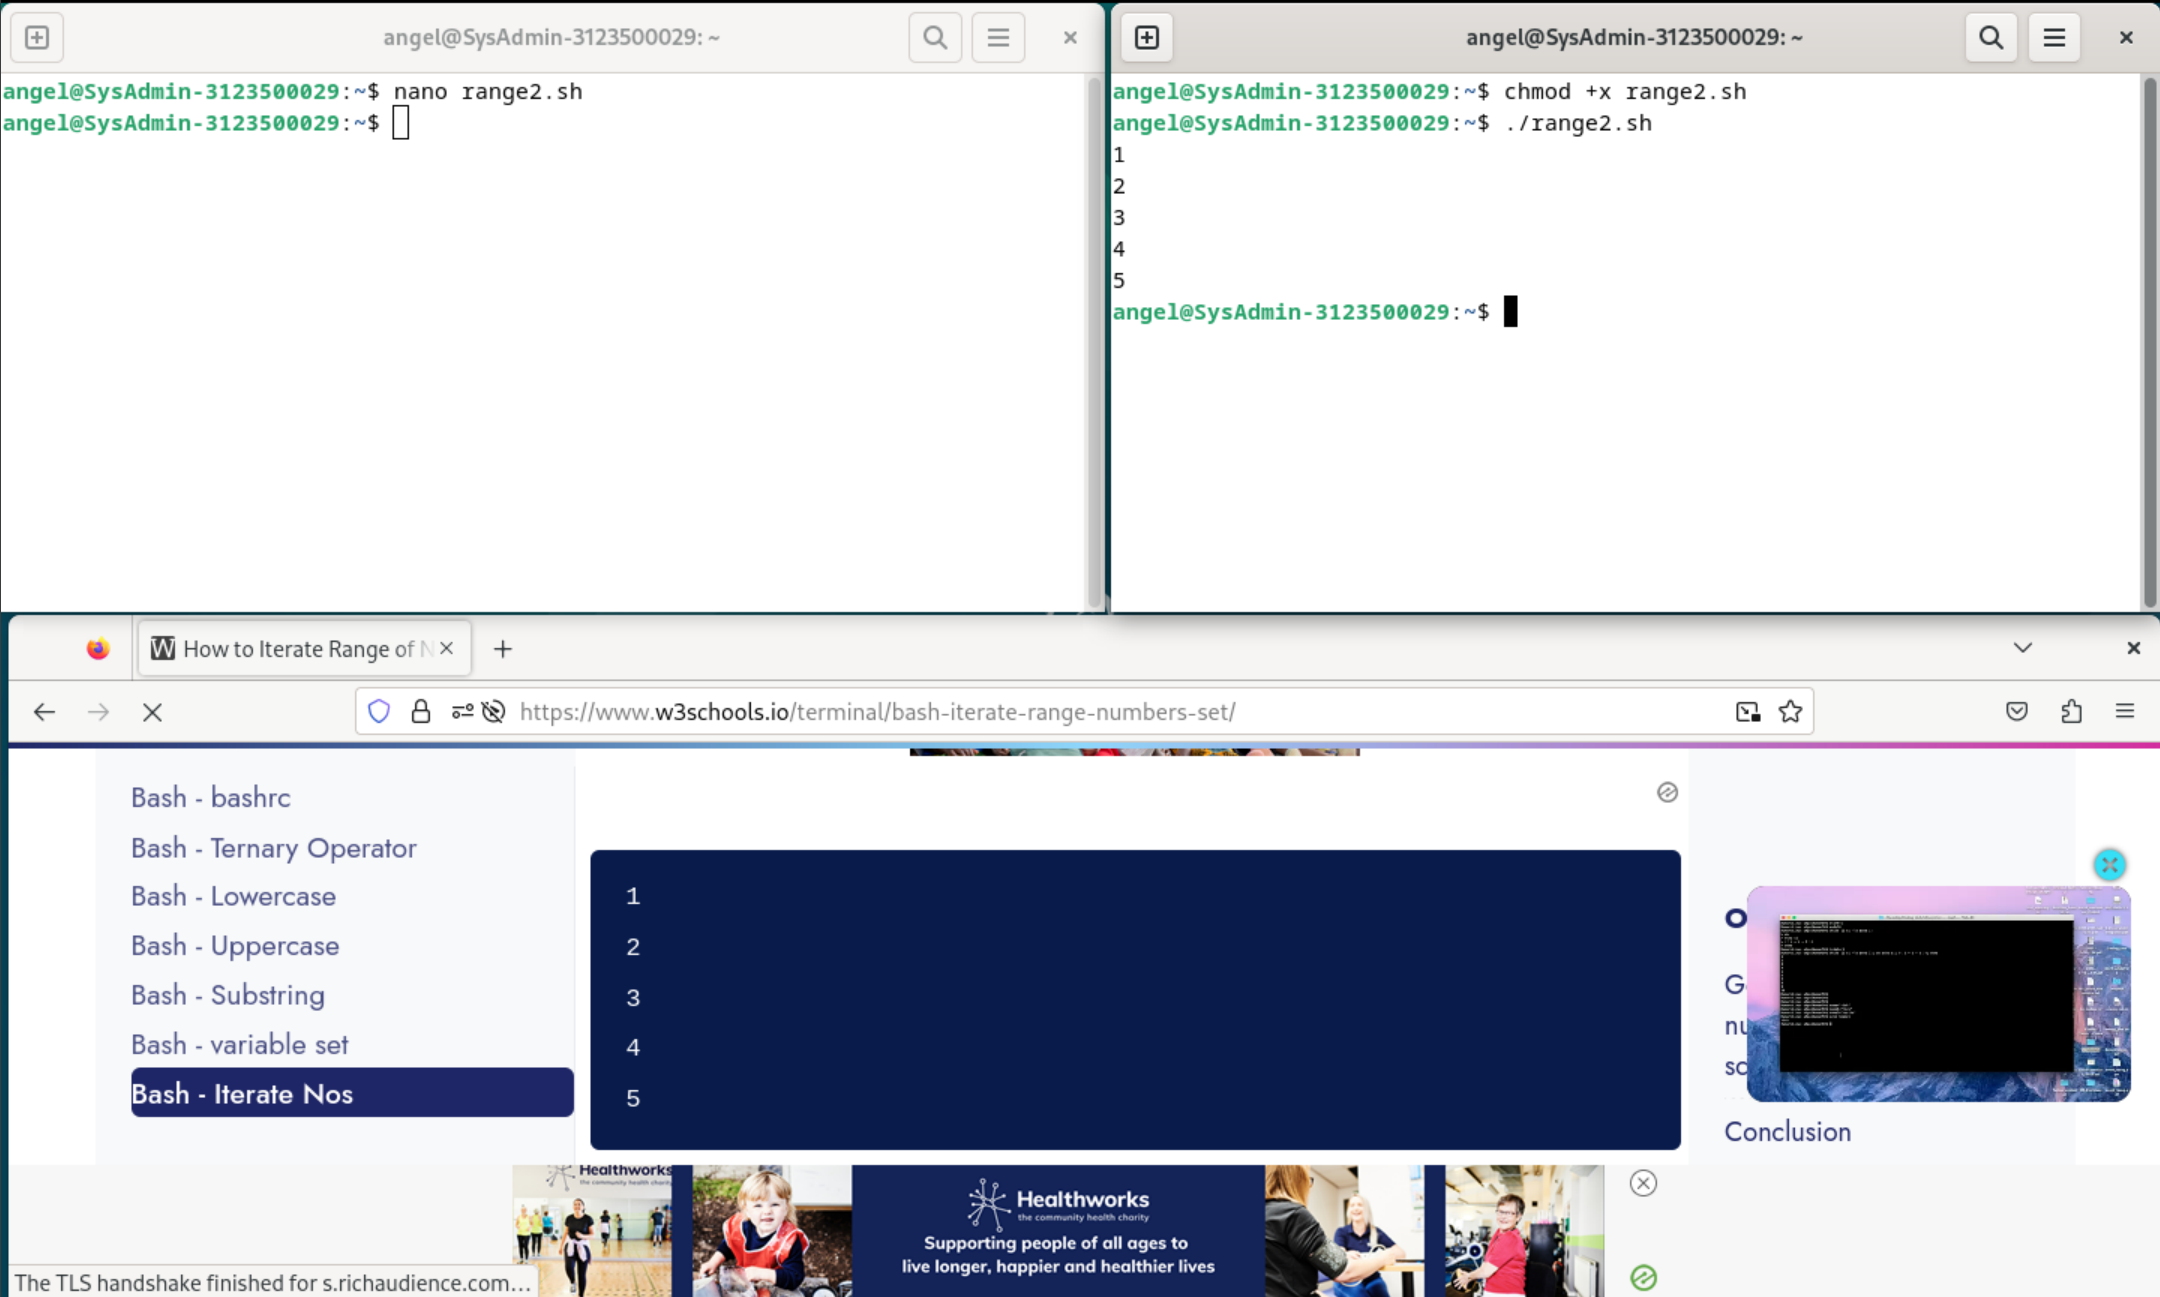 angel@SysAdmin-3123500029: ~
angel@SysAdmin-3123500029:~$ nano range2.sh
angel@SysAdmin-3123500029:~$
angel@SysAdmin-3123500029: ~
angel@SysAdmin-3123500029:~$ chmod +x range2.sh
angel@SysAdmin-3123500029:~$ ./range2.sh
1
2
3
4
5
angel@SysAdmin-3123500029:~$
How to Iterate Range of N
https://www.w3schools.io/terminal/bash-iterate-range-numbers-set/
Bash - bashrc
Bash - Ternary Operator
Bash - Lowercase
Bash - Uppercase
Bash - Substring
Bash - variable set
Bash - Iterate Nos
1
2
3
4
5
Conclusion
Healthworks
the community health charity
Healthworks
the community health charity
Supporting people of all ages to
live longer, happier and healthier lives
The TLS handshake finished for s.richaudience.com...